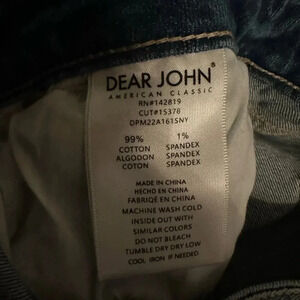 DEAR JOHN®
AMERICAN CLASSIC
RN#142819
CUT#15378
DPM22A161SNY
99% 1%
COTTON SPANDEX
ALGODON SPANDEX
COTON SPANDEX
MADE IN CHINA
HECHO EN CHINA
FABRIQÉ EN CHINA
MACHINE WASH COLD
INSIDE OUT WITH
SIMILAR COLORS
DO NOT BLEACH
TUMBLE DRY DRY LOW
COOL IRON IF NEEDED